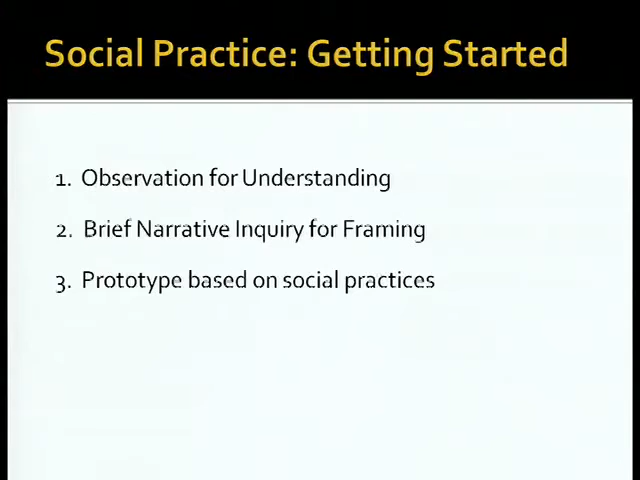 Social Practice: Getting Started
1. Observation for Understanding
2. Brief Narrative Inquiry for Framing
3. Prototype based on social practices